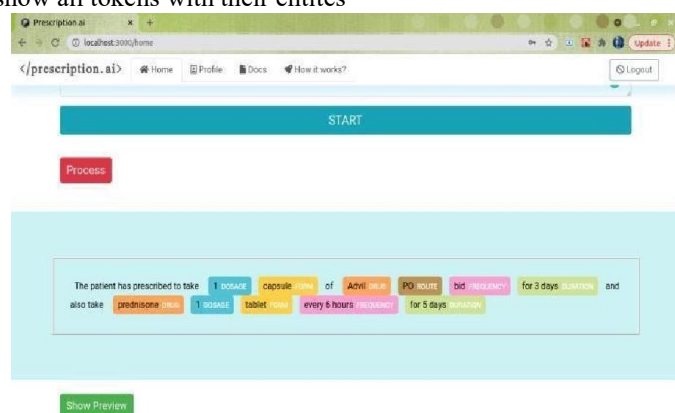 show all tokens with their entites
Prescription.ai
localhost:3000/home
Update
</prescription.ai> Home Profile Docs How it works? Logout
START
Process
The patient has prescribed to take 1 DOSAGE capsule FORM of Advil DRUG PO ROUTE bid FREQUENCY for 3 days DURATION and
also take prednisone DRUG 1 DOSAGE tablet FORM every 6 hours FREQUENCY for 5 days DURATION
Show Preview